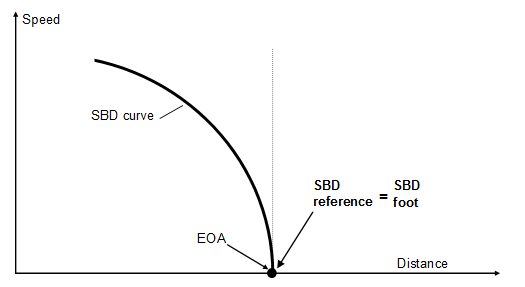 Speed
SBD curve
SBD
reference
=
SBD
foot
EOA
Distance